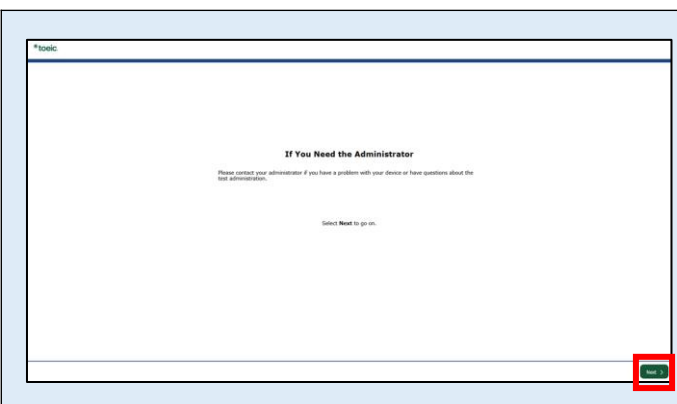 *toeic
If You Need the Administrator
Please contact your administrator if you have a problem with your device or have questions about the
test administration.
Select Next to go on.
Next >